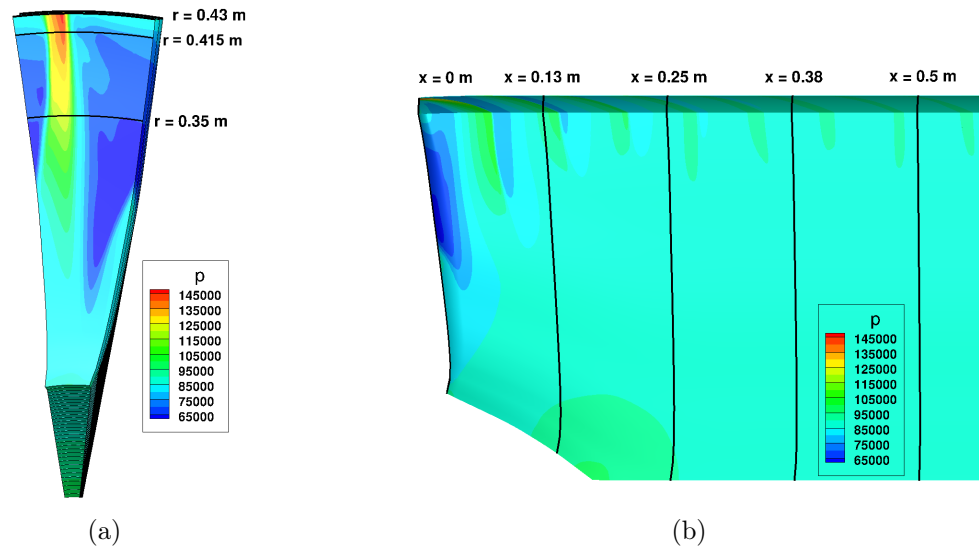 r = 0.43 m
r = 0.415 m
r = 0.35 m
p
145000
135000
125000
115000
105000
95000
85000
75000
65000
(a)
x = 0 m x = 0.13 m x = 0.25 m x = 0.38 x = 0.5 m
p
145000
135000
125000
115000
105000
95000
85000
75000
65000
(b)